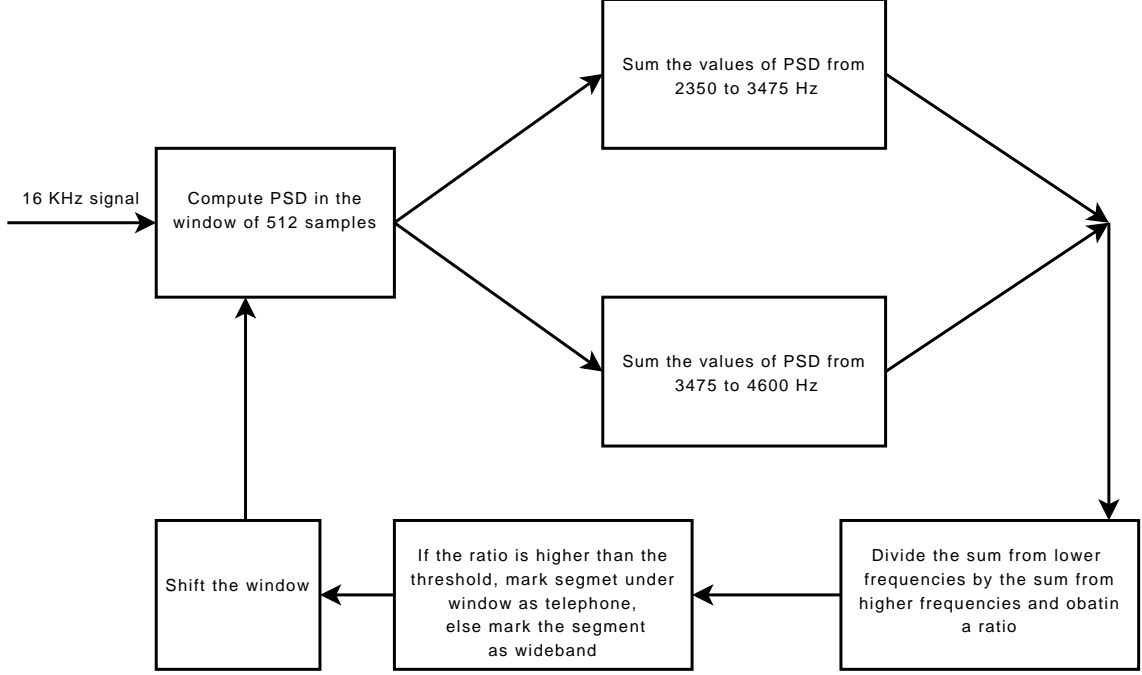 Sum the values of PSD from
2350 to 3475 Hz
16 KHz signal
Compute PSD in the
window of 512 samples
Sum the values of PSD from
3475 to 4600 Hz
Divide the sum from lower
frequencies by the sum from
higher frequencies and obatin
a ratio
If the ratio is higher than the
threshold, mark segmet under
window as telephone,
else mark the segment
as wideband
Shift the window